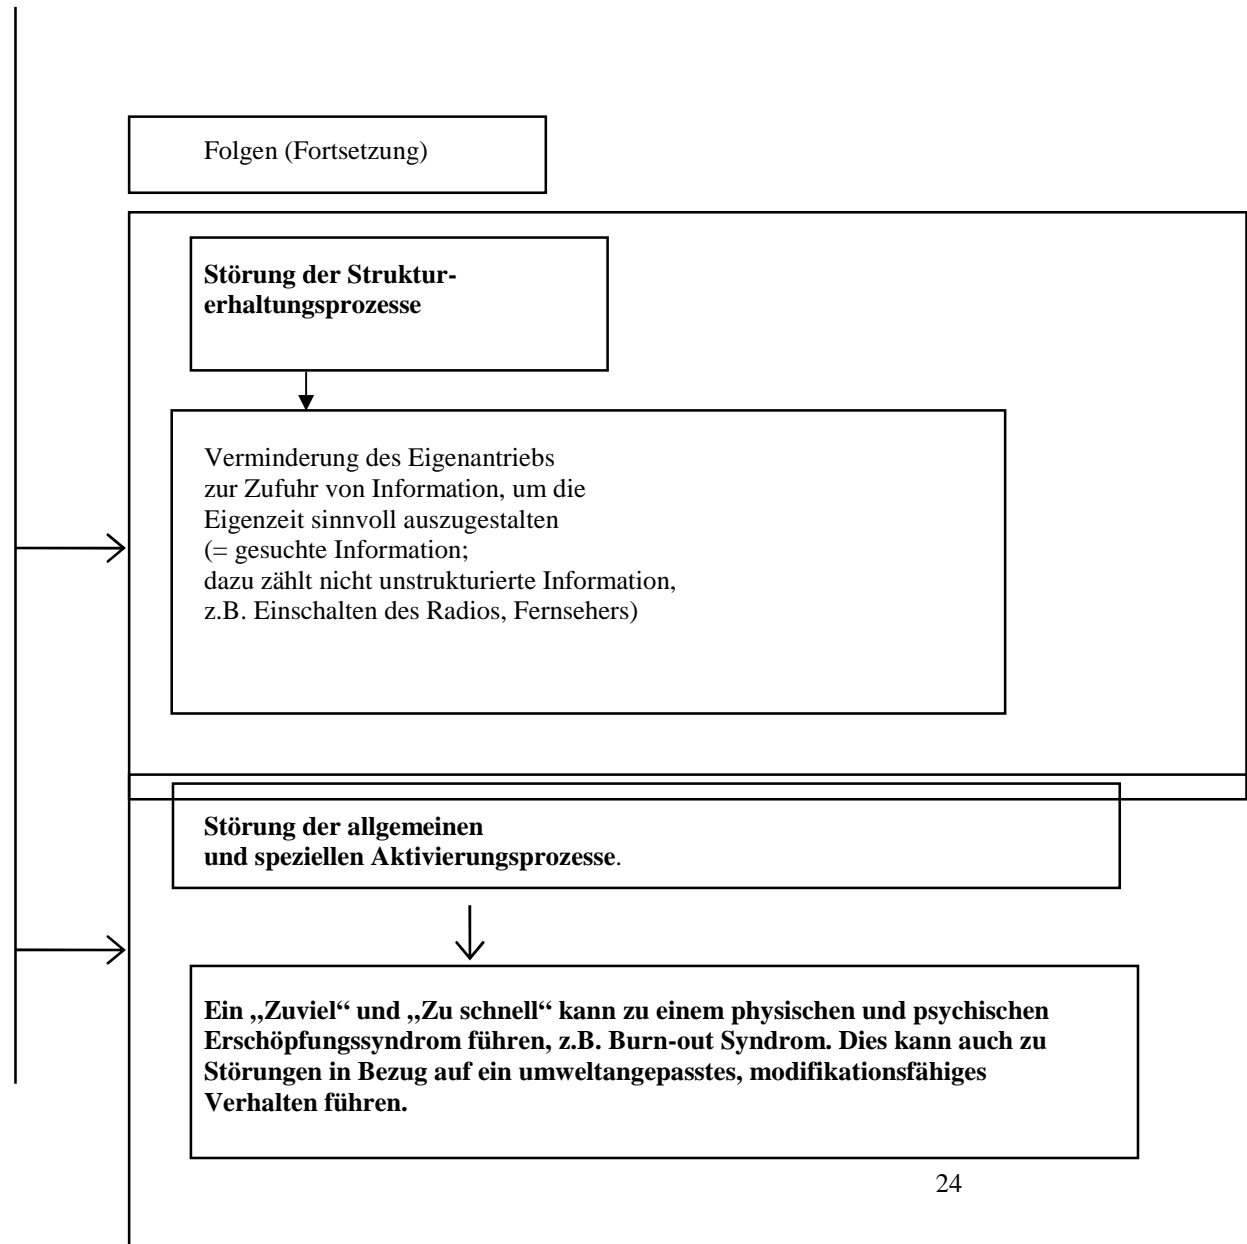 Folgen (Fortsetzung)
Störung der Struktur-
erhaltungsprozesse
Verminderung des Eigenantriebs
zur Zufuhr von Information, um die
Eigenzeit sinnvoll auszugestalten
(= gesuchte Information;
dazu zählt nicht unstrukturierte Information,
z.B. Einschalten des Radios, Fernsehers)
Störung der allgemeinen
und speziellen Aktivierungsprozesse.
Ein „Zuviel“ und „Zu schnell“ kann zu einem physischen und psychischen
Erschöpfungssyndrom führen, z.B. Burn-out Syndrom. Dies kann auch zu
Störungen in Bezug auf ein umweltangepasstes, modifikationsfähiges
Verhalten führen.
24